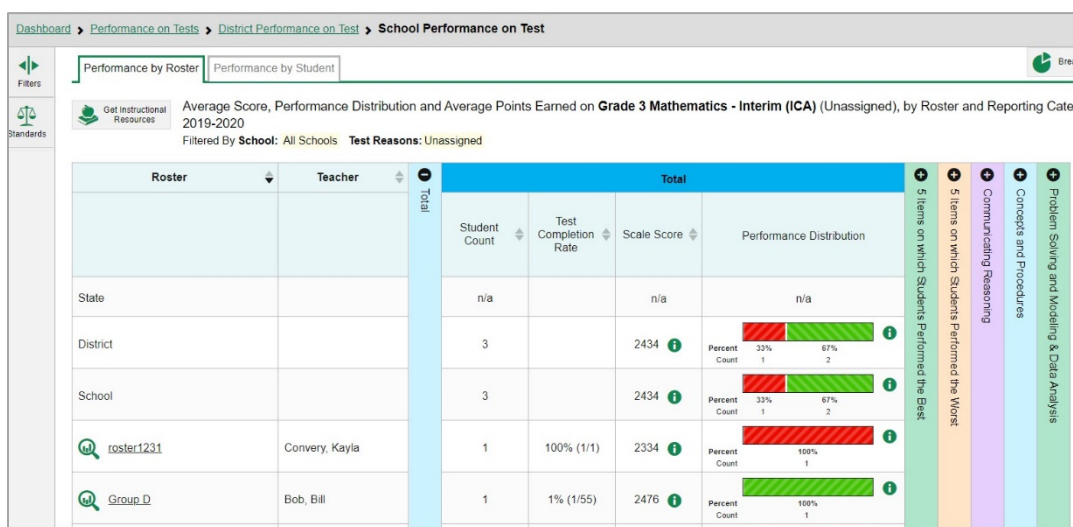 Dashboard > Performance on Tests > District Performance on Test > School Performance on Test
Filters
Standards
Performance by Roster
Performance by Student
Get Instructional
Resources
Average Score, Performance Distribution and Average Points Earned on Grade 3 Mathematics - Interim (ICA) (Unassigned), by Roster and Reporting
2019-2020
Filtered By School: All Schools Test Reasons: Unassigned
Roster Teacher Total Total
Student Count Test Completion Rate Scale Score Performance Distribution
5 Items on which Students Performed the Best
5 Items on which Students Performed the Worst
Communicating Reasoning
Concepts and Procedures
Problem Solving and Modeling & Data Analysis
State n/a n/a n/a
District 3 2434
Percent 33% 67%
Count 1 2
School 3 2434
Percent 33% 67%
Count 1 2
roster1231 Convery, Kayla 1 100% (1/1) 2334
Percent 100%
Count 1
Group D Bob, Bill 1 1% (1/55) 2476
Percent 100%
Count 1